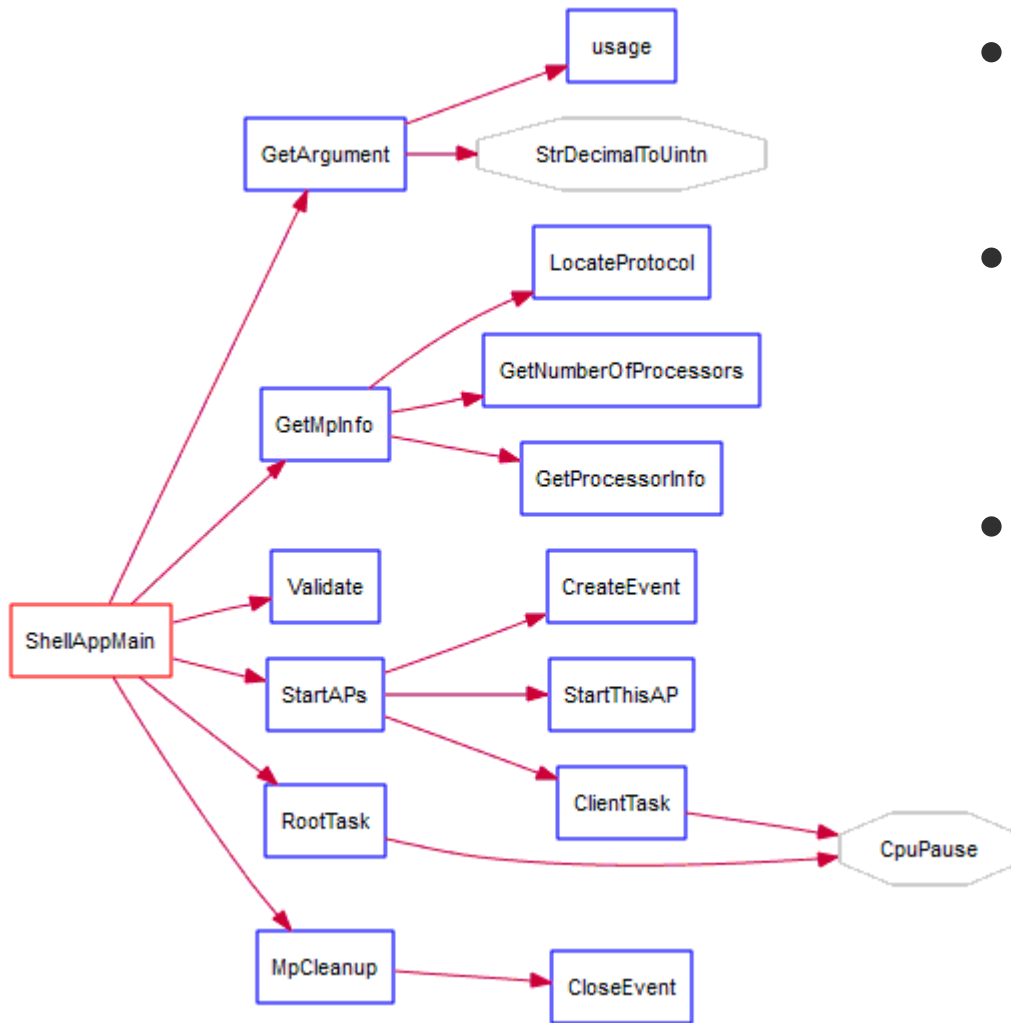 usage
GetArgument
StrDecimalToUintn
LocateProtocol
GetNumberOfProcessors
GetMpInfo
GetProcessorInfo
Validate
CreateEvent
ShellAppMain
StartAPs
StartThisAP
ClientTask
RootTask
CpuPause
MpCleanup
CloseEvent